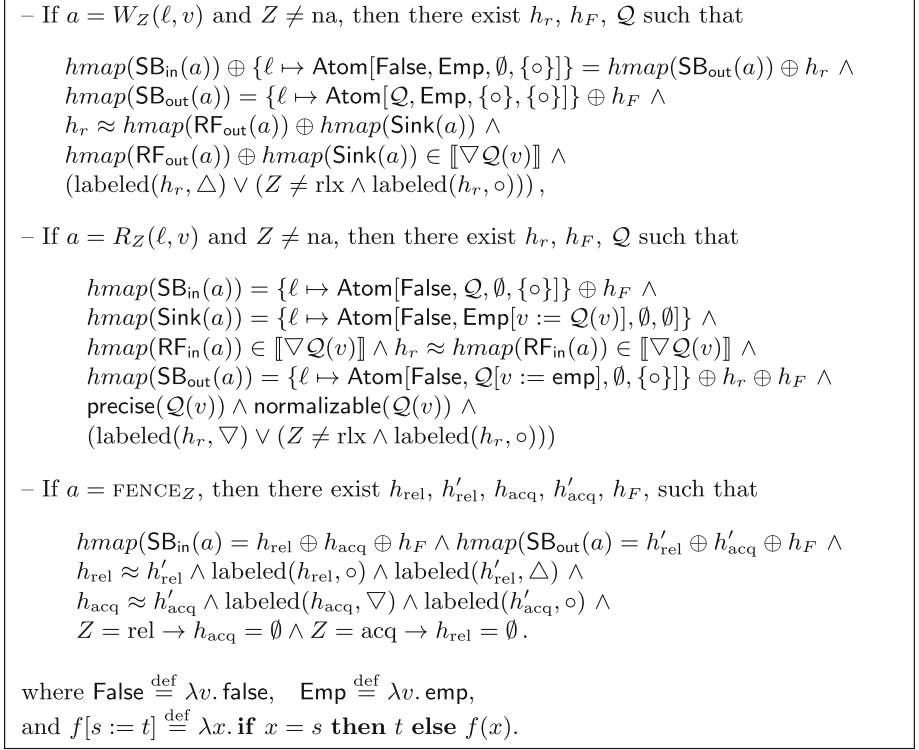 – If a = W_Z(ℓ, v) and Z ≠ na, then there exist h_r, h_F, 𝒬 such that
hmap(SB_in(a)) ⊕ {ℓ ↦ Atom[False, Emp, ∅, {∘}]} = hmap(SB_out(a)) ⊕ h_r ∧
hmap(SB_out(a)) = {ℓ ↦ Atom[𝒬, Emp, {∘}, {∘}]} ⊕ h_F ∧
h_r ≈ hmap(RF_out(a)) ⊕ hmap(Sink(a)) ∧
hmap(RF_out(a)) ⊕ hmap(Sink(a)) ∈ ⟦▽𝒬(v)⟧ ∧
(labeled(h_r, △) ∨ (Z ≠ rlx ∧ labeled(h_r, ∘))) ,
– If a = R_Z(ℓ, v) and Z ≠ na, then there exist h_r, h_F, 𝒬 such that
hmap(SB_in(a)) = {ℓ ↦ Atom[False, 𝒬, ∅, {∘}]} ⊕ h_F ∧
hmap(Sink(a)) = {ℓ ↦ Atom[False, Emp[v := 𝒬(v)], ∅, ∅]} ∧
hmap(RF_in(a)) ∈ ⟦▽𝒬(v)⟧ ∧ h_r ≈ hmap(RF_in(a)) ∈ ⟦▽𝒬(v)⟧ ∧
hmap(SB_out(a)) = {ℓ ↦ Atom[False, 𝒬[v := emp], ∅, {∘}]} ⊕ h_r ⊕ h_F ∧
precise(𝒬(v)) ∧ normalizable(𝒬(v)) ∧
(labeled(h_r, ▽) ∨ (Z ≠ rlx ∧ labeled(h_r, ∘)))
– If a = FENCE_Z, then there exist h_rel, h′_rel, h_acq, h′_acq, h_F, such that
hmap(SB_in(a) = h_rel ⊕ h_acq ⊕ h_F ∧ hmap(SB_out(a) = h′_rel ⊕ h′_acq ⊕ h_F ∧
h_rel ≈ h′_rel ∧ labeled(h_rel, ∘) ∧ labeled(h′_rel, △) ∧
h_acq ≈ h′_acq ∧ labeled(h_acq, ▽) ∧ labeled(h′_acq, ∘) ∧
Z = rel → h_acq = ∅ ∧ Z = acq → h_rel = ∅ .
where False ≝ λv. false, Emp ≝ λv. emp,
and f[s := t] ≝ λx. if x = s then t else f(x).